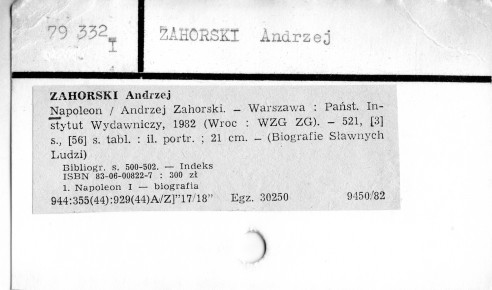 79 332
I
ZAHORSKI Andrzej
ZAHORSKI Andrzej
Napoleon / Andrzej Zahorski. — Warszawa : Państ. In-
stytut Wydawniczy, 1982 (Wroc : WZG ZG). — 521, [3]
s., [56] s. tabl. : il. portr. ; 21 cm. — (Biografie Sławnych
Ludzi)
Bibliogr. s. 500-502. — Indeks
ISBN 83-06-00822-7 : 300 zł
1. Napoleon I — biografia
944:355(44):929(44)A/Z]"17/18" Egz. 30250 9450/82